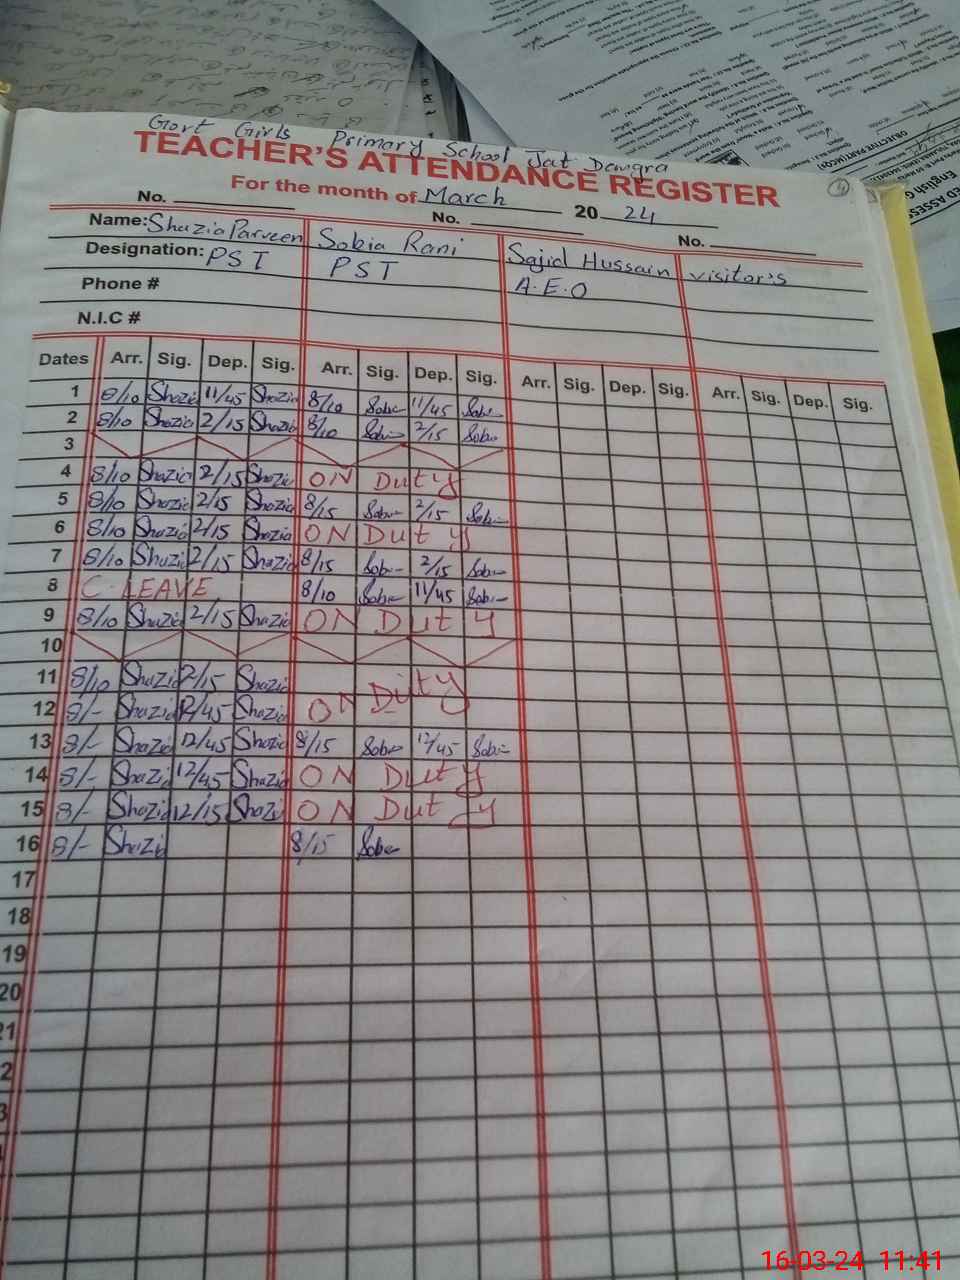 Govt Girls Primary School Jat Dawgra
TEACHER'S ATTENDANCE REGISTER
For the month of March 2024
No. No. No.
Name: Shazia Parveen Sobia Rani Sajid Hussain visitor's
Designation: PST PST A.E.O
Phone #
N.I.C #
Dates Arr. Sig. Dep. Sig. Arr. Sig. Dep. Sig. Arr. Sig. Dep. Sig. Arr. Sig. Dep. Sig.
1 8/10 Shazia 11/45 Shazia 8/10 Sobia 11/45 Sobia
2 8/10 Shazia 2/15 Shazia 8/10 Sobia 2/15 Sobia
3
4 8/10 Shazia 2/15 Shazia ON Duty
5 8/10 Shazia 2/15 Shazia 8/15 Sobia 2/15 Sobia
6 8/10 Shazia 2/15 Shazia ON Duty
7 8/10 Shazia 2/15 Shazia 8/15 Sobia 2/15 Sobia
8 C. LEAVE 8/10 Sobia 11/45 Sobia
9 8/10 Shazia 2/15 Shazia ON Duty
10
11 8/10 Shazia 2/15 Shazia
12 8/- Shazia 12/45 Shazia ON Duty
13 8/- Shazia 12/45 Shazia 8/15 Sobia 12/45 Sobia
14 8/- Shazia 12/45 Shazia ON Duty
15 8/- Shazia 12/15 Shazia ON Duty
16 8/- Shazia 8/15 Sobia
17
18
19
20
16-03-24 11:41